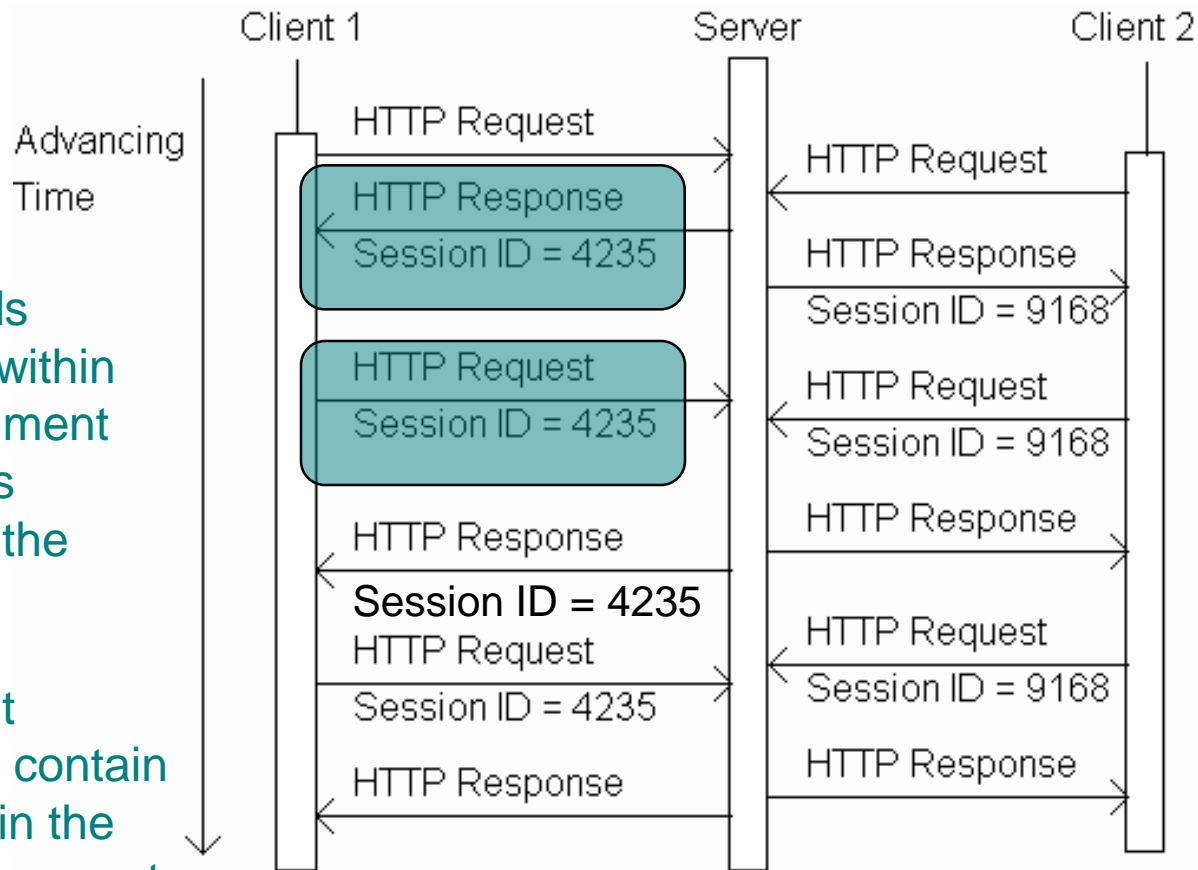 Client 1
Server
Client 2
Advancing
Time
HTTP Request
HTTP Request
HTTP Response
Session ID = 4235
HTTP Response
Session ID = 9168
HTTP Request
Session ID = 4235
HTTP Request
Session ID = 9168
HTTP Response
HTTP Response
Session ID = 4235
HTTP Request
Session ID = 4235
HTTP Request
Session ID = 9168
HTTP Response
HTTP Response
within
the
contain
in the